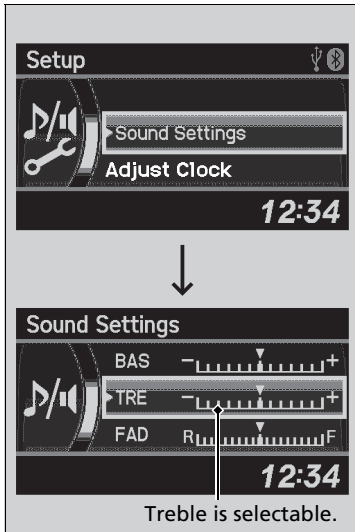 Setup
Sound Settings
Adjust Clock
12:34
Sound Settings
BAS − +
TRE − +
FAD R F
12:34
Treble is selectable.